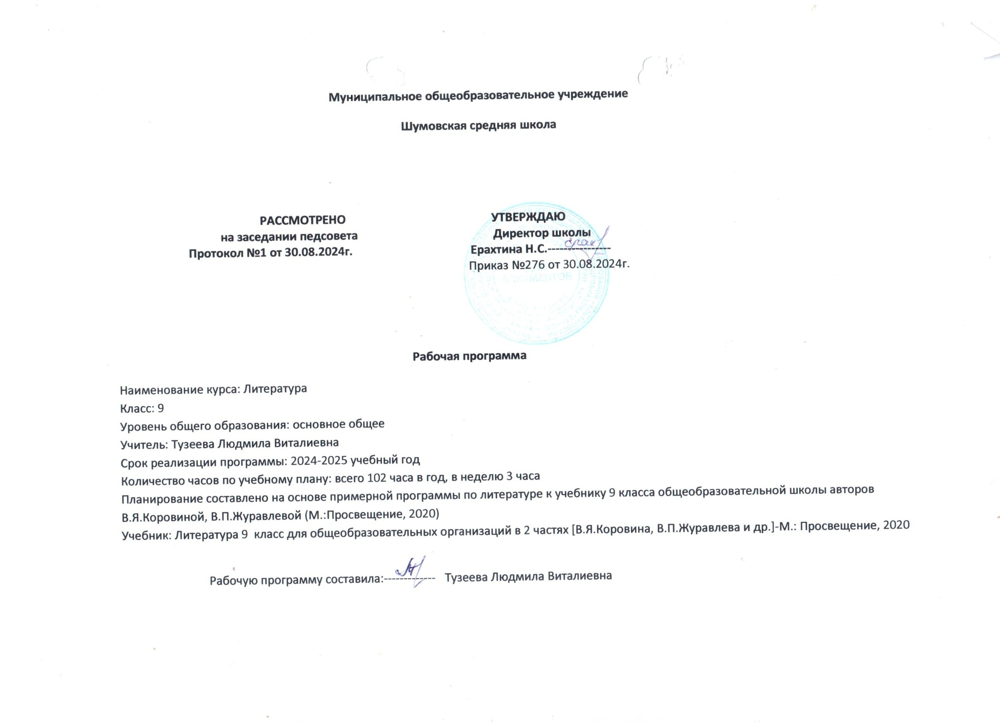 Муниципальное общеобразовательное учреждение
Шумовская средняя школа
РАССМОТРЕНО
на заседании педсовета
Протокол №1 от 30.08.2024г.
УТВЕРЖДАЮ
Директор школы
Ерахтина Н.С.----------------
Приказ №276 от 30.08.2024г.
ДОКУМЕНТОВ
Рабочая программа
Наименование курса: Литература
Класс: 9
Уровень общего образования: основное общее
Учитель: Тузеева Людмила Виталиевна
Срок реализации программы: 2024-2025 учебный год
Количество часов по учебному плану: всего 102 часа в год, в неделю 3 часа
Планирование составлено на основе примерной программы по литературе к учебнику 9 класса общеобразовательной школы авторов
В.Я.Коровиной, В.П.Журавлевой (М.:Просвещение, 2020)
Учебник: Литература 9 класс для общеобразовательных организаций в 2 частях [В.Я.Коровина, В.П.Журавлева и др.]-М.: Просвещение, 2020
Рабочую программу составила:------------- Тузеева Людмила Виталиевна